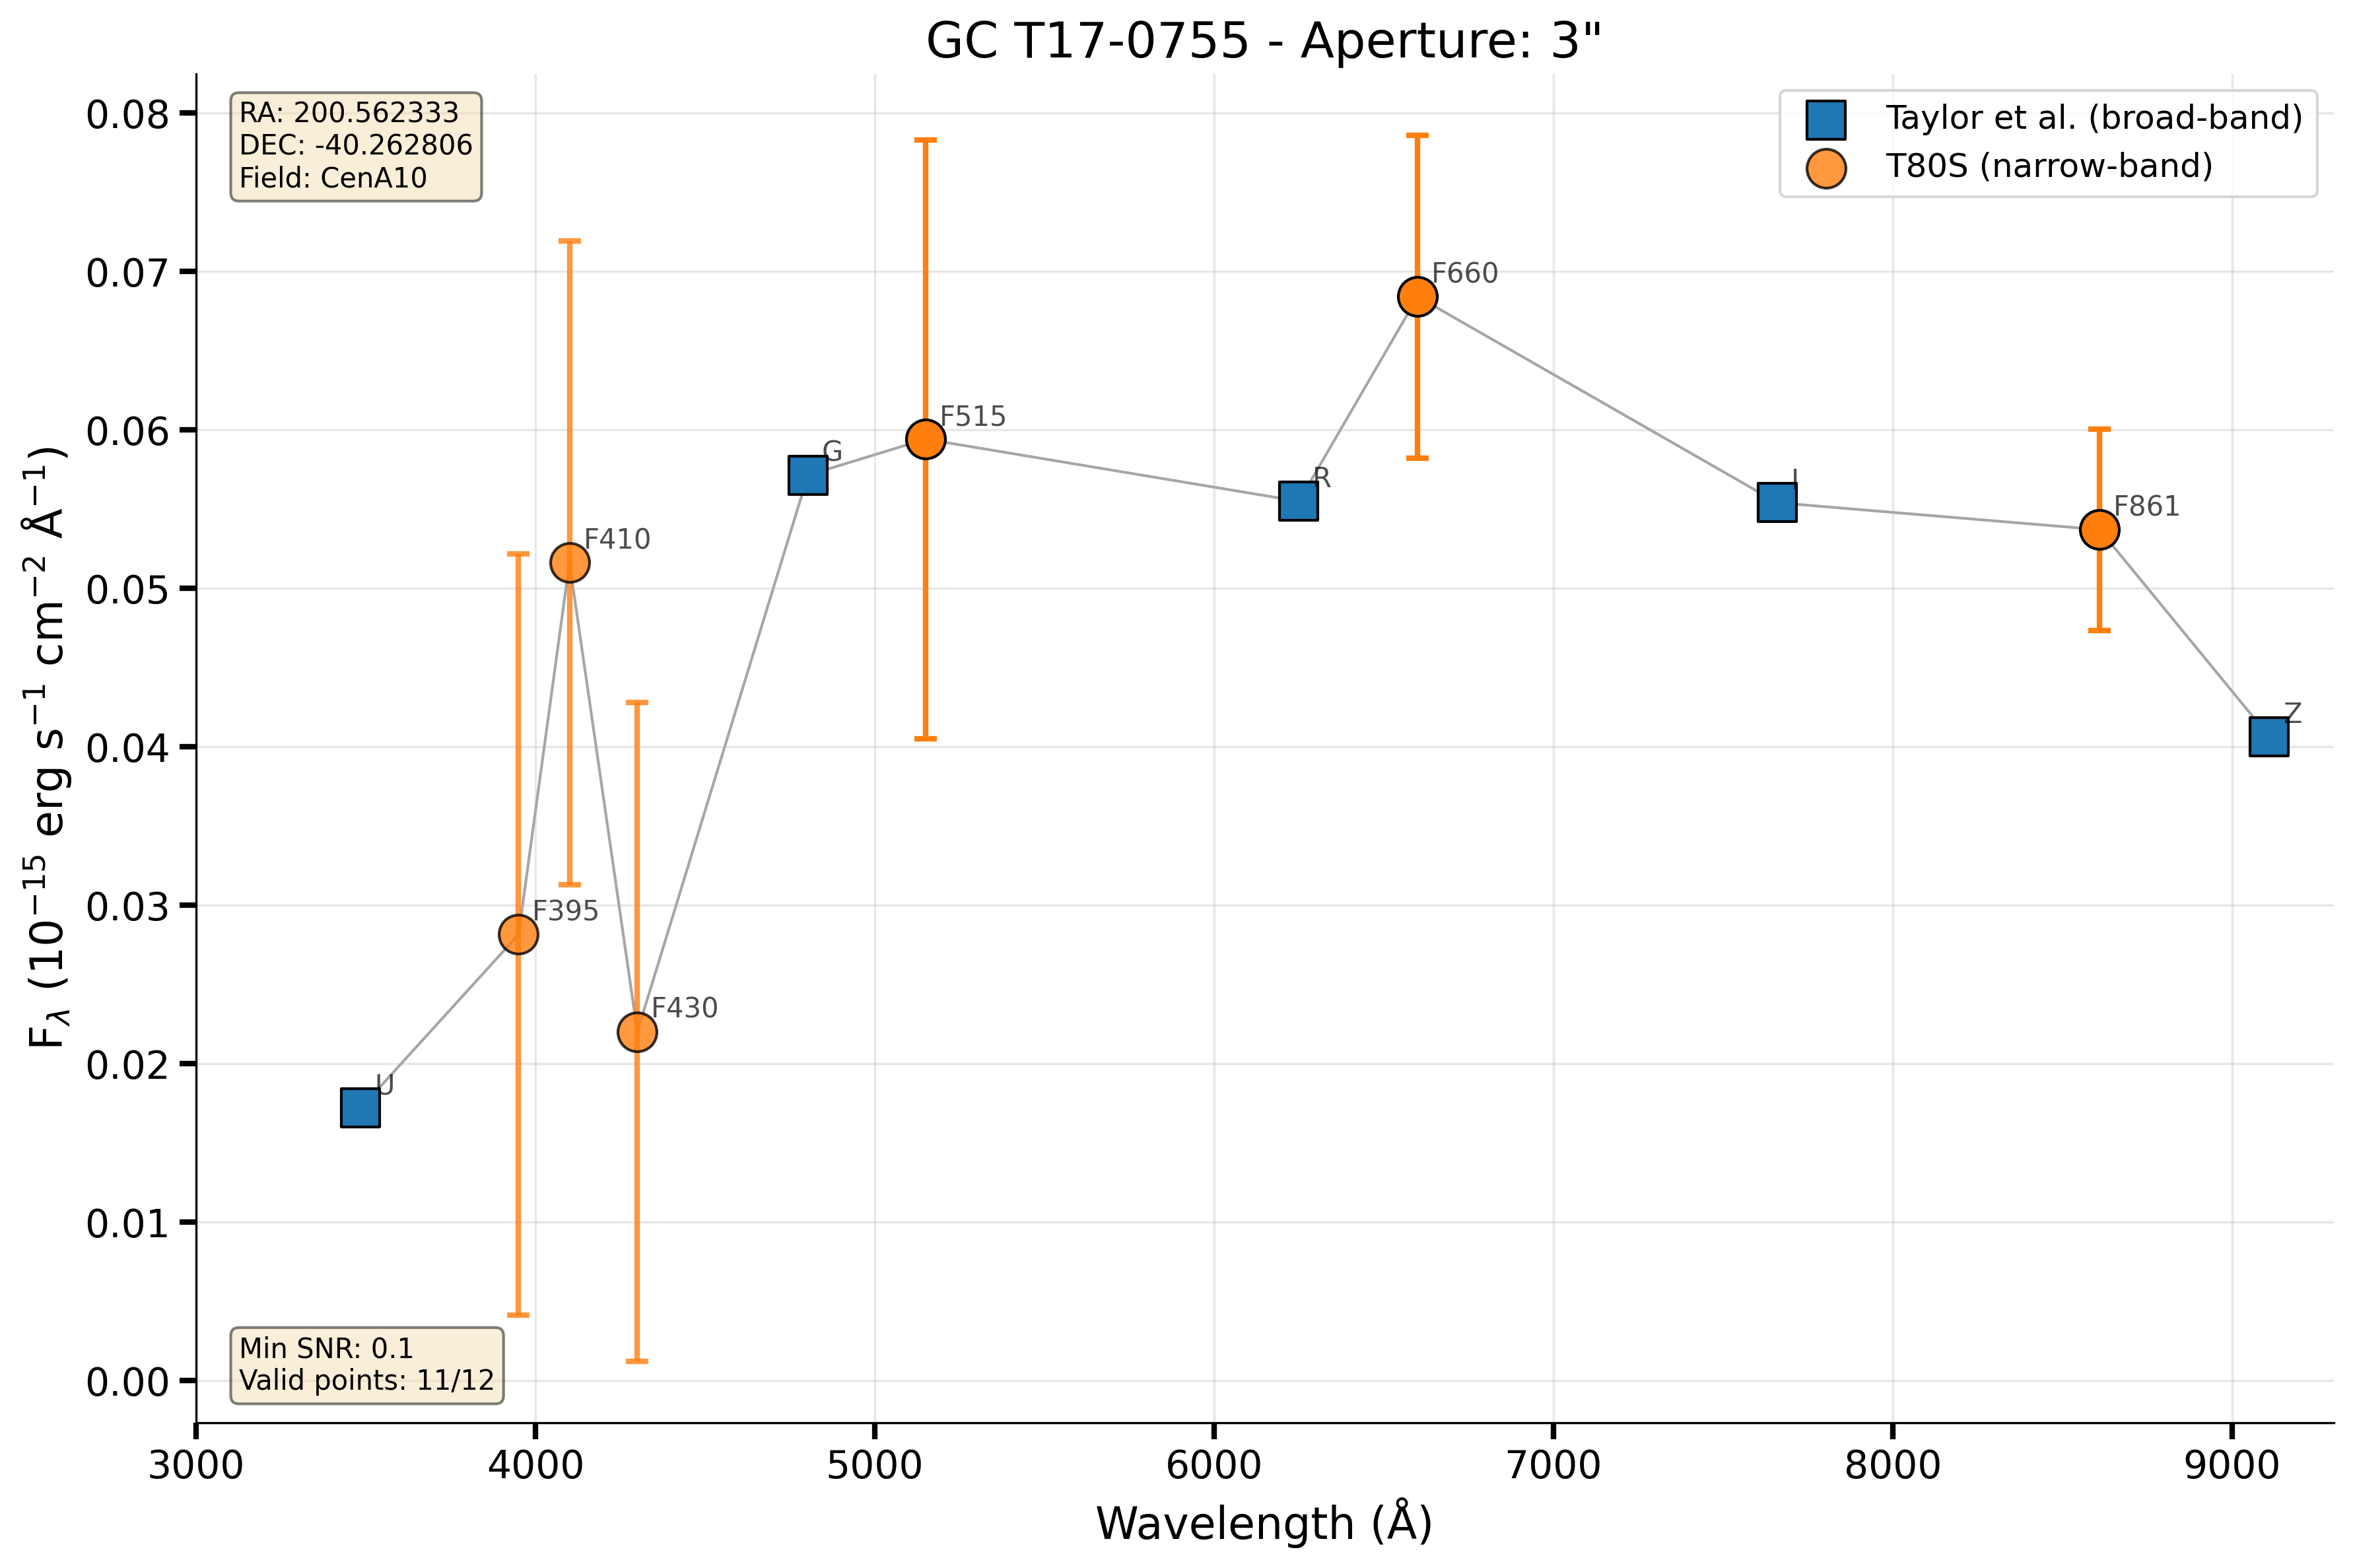 GC T17-0755 - Aperture: 3"
RA: 200.562333
DEC: -40.262806
Field: CenA10
Taylor et al. (broad-band)
T80S (narrow-band)
0.08
0.07
0.06
0.05
0.04
0.03
0.02
0.01
0.00
F$_λ$ (10$^{-15}$ erg s$^{-1}$ cm$^{-2}$ Å$^{-1}$)
U
F395
F410
F430
G
F515
R
F660
I
F861
Z
Min SNR: 0.1
Valid points: 11/12
3000 4000 5000 6000 7000 8000 9000
Wavelength (Å)